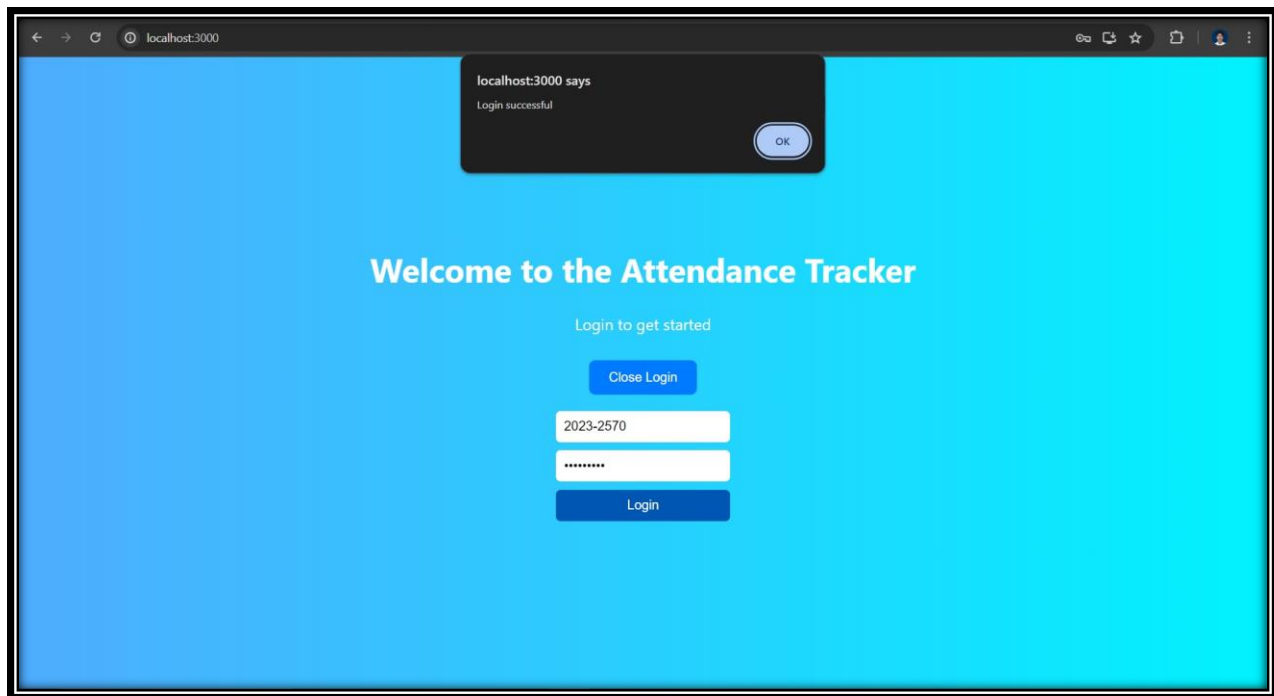 localhost:3000
localhost:3000 says
Login successful
OK
Welcome to the Attendance Tracker
Login to get started
Close Login
2023-2570
•••••••••
Login